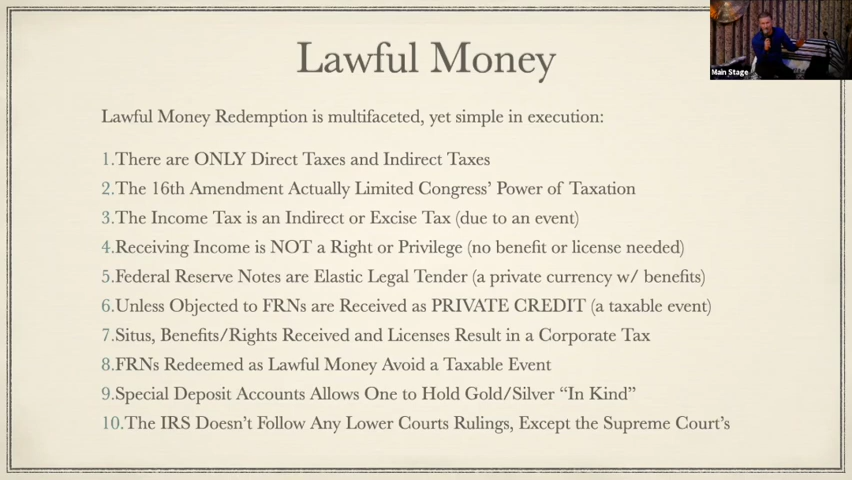 Lawful Money
Main Stage
Lawful Money Redemption is multifaceted, yet simple in execution:
1.There are ONLY Direct Taxes and Indirect Taxes
2.The 16th Amendment Actually Limited Congress’ Power of Taxation
3.The Income Tax is an Indirect or Excise Tax (due to an event)
4.Receiving Income is NOT a Right or Privilege (no benefit or license needed)
5.Federal Reserve Notes are Elastic Legal Tender (a private currency w/ benefits)
6.Unless Objected to FRNs are Received as PRIVATE CREDIT (a taxable event)
7.Situs, Benefits/Rights Received and Licenses Result in a Corporate Tax
8.FRNs Redeemed as Lawful Money Avoid a Taxable Event
9.Special Deposit Accounts Allows One to Hold Gold/Silver “In Kind”
10.The IRS Doesn’t Follow Any Lower Courts Rulings, Except the Supreme Court’s